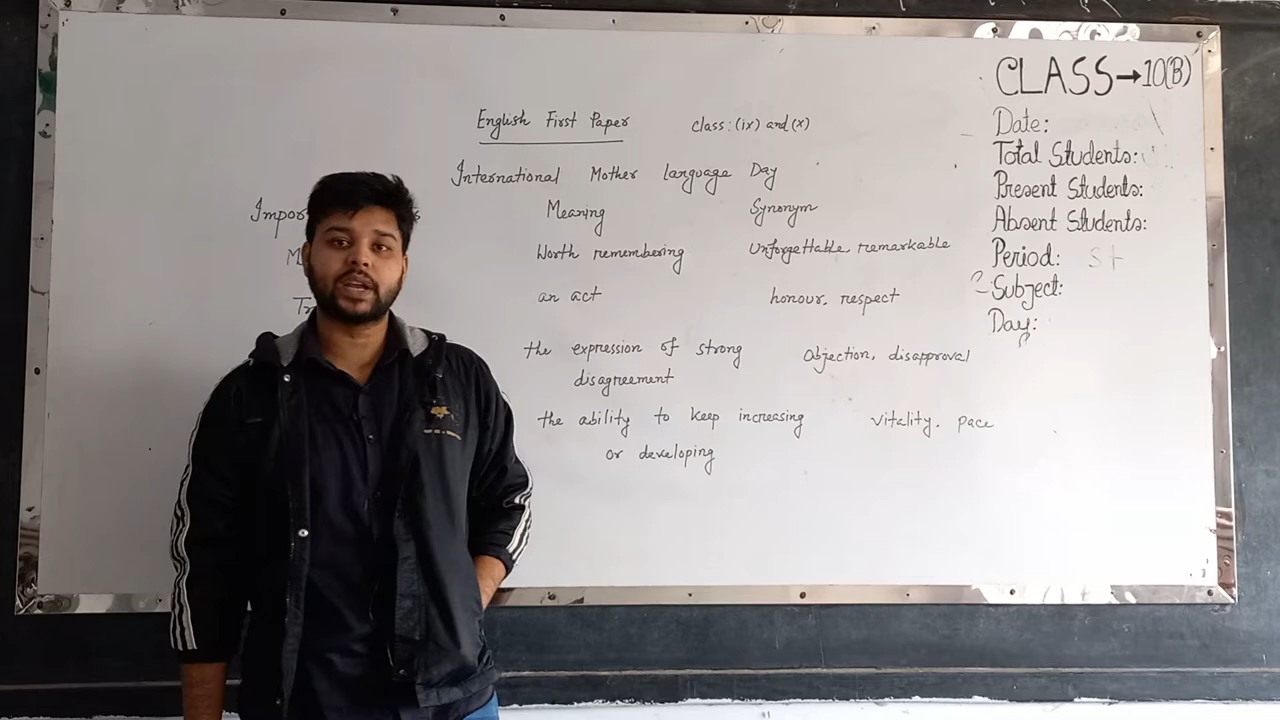 CLASS→10(B)
English First Paper class: (ix) and (x)
Date:
Total Students:
International Mother language Day
Present Students:
Meaning Synonym
Absent Students:
Worth remembering Unforgettable, remarkable
Period: St
an act honour, respect
Subject:
Day:
the expression of strong Objection, disapproval
disagreement
the ability to keep increasing vitality. pace
or developing